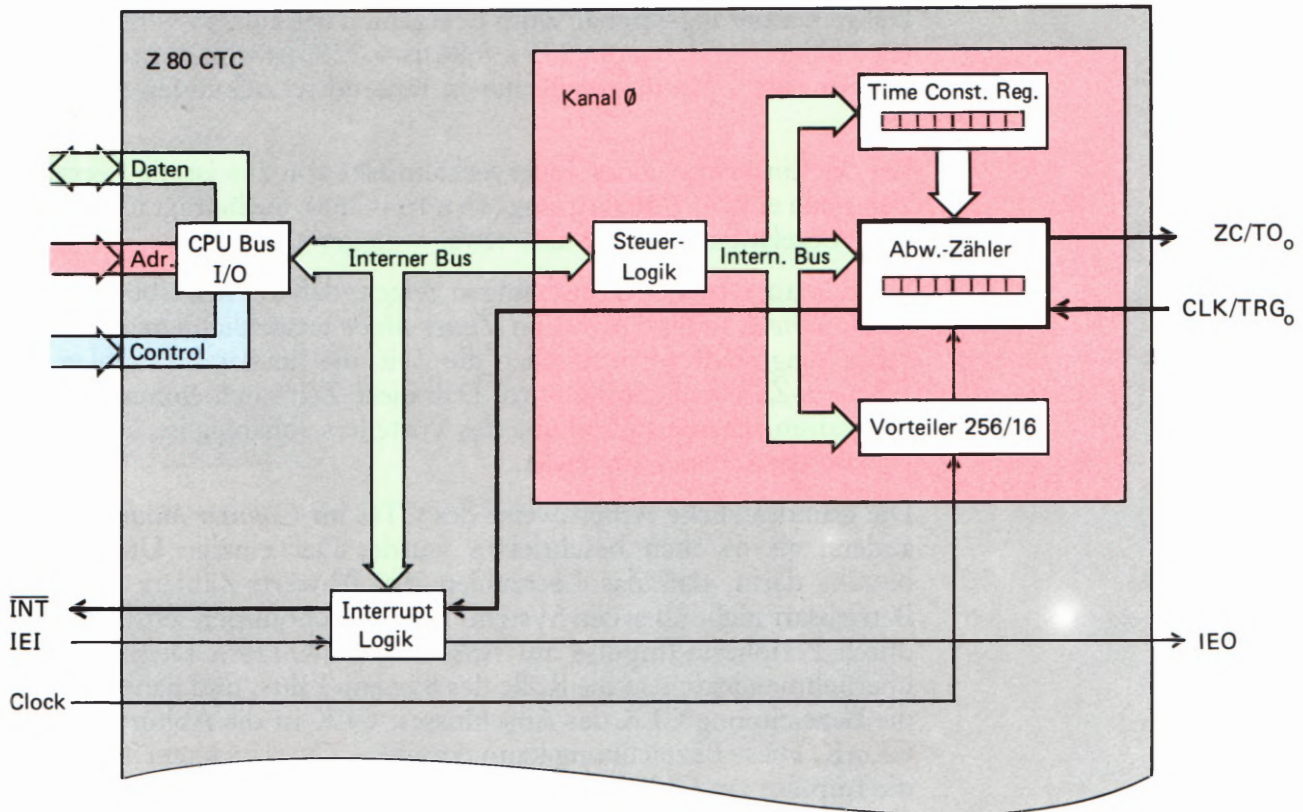 Z 80 CTC
Kanal 0
Time Const. Reg.
Daten
CPU Bus
I/O
Adr.
Interner Bus
Steuer-
Logik
Intern. Bus
Abw.-Zähler
ZC/TO₀
CLK/TRG₀
Control
Vorteiler 256/16
INT
Interrupt
Logik
IEI
IEO
Clock